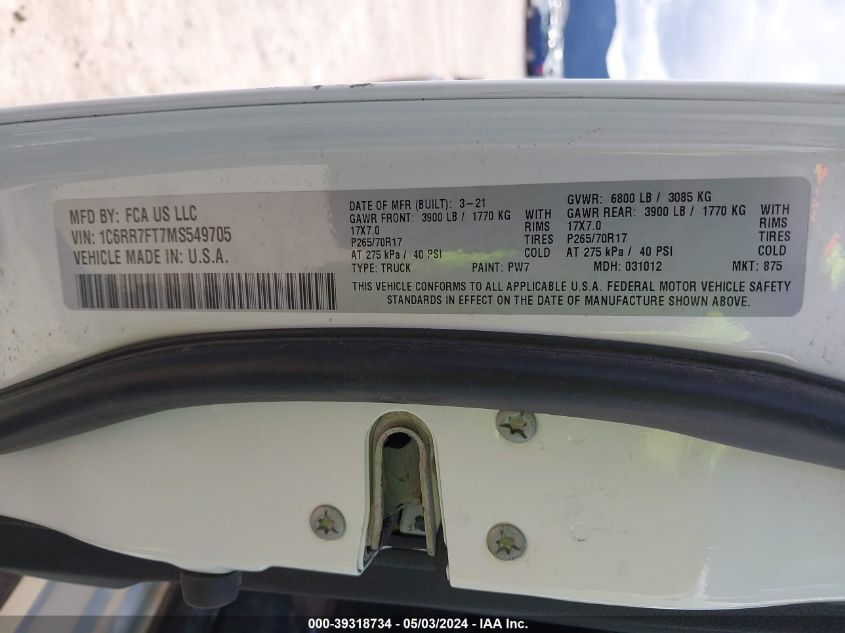 MFD BY: FCA US LLC
VIN: 1C6RR7FT7MS549705
VEHICLE MADE IN: U.S.A.
DATE OF MFR (BUILT): 3-21
GAWR FRONT: 3900 LB / 1770 KG WITH
17X7.0 RIMS
P265/70R17 TIRES
AT 275 kPa / 40 PSI COLD
GVWR: 6800 LB / 3085 KG
GAWR REAR: 3900 LB / 1770 KG WITH
17X7.0 RIMS
P265/70R17 TIRES
AT 275 kPa / 40 PSI COLD
TYPE: TRUCK PAINT: PW7 MDH: 031012 MKT: 875
THIS VEHICLE CONFORMS TO ALL APPLICABLE U.S.A. FEDERAL MOTOR VEHICLE SAFETY
STANDARDS IN EFFECT ON THE DATE OF MANUFACTURE SHOWN ABOVE.
000-39318734 - 05/03/2024 - IAA Inc.